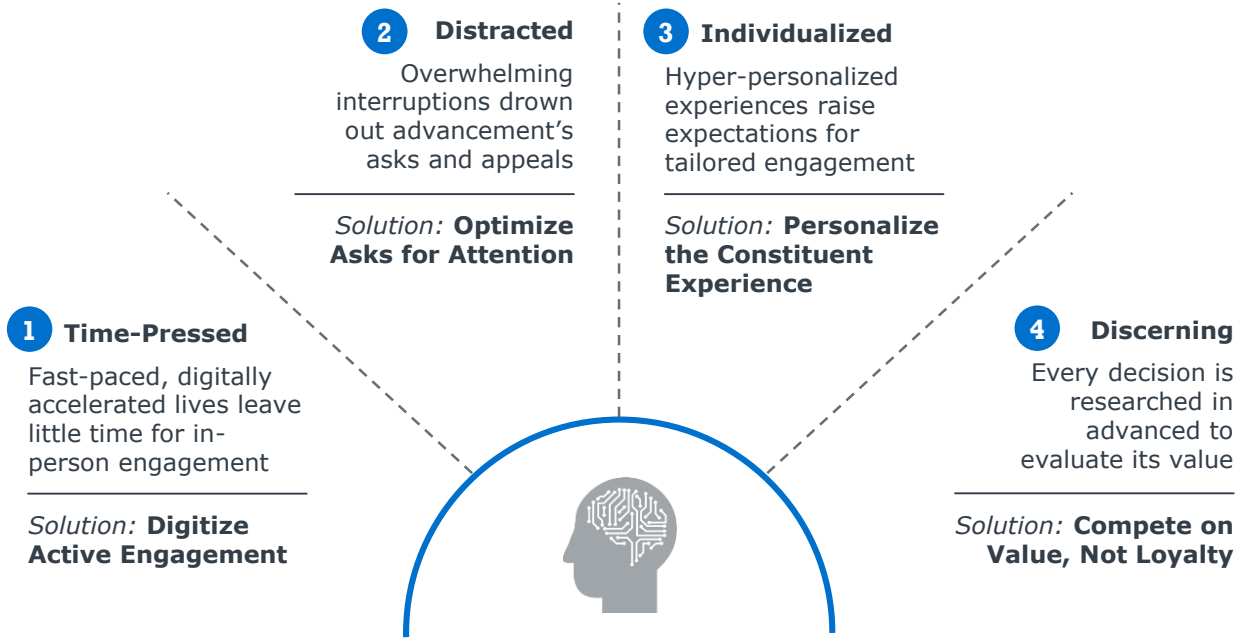 1 Time-Pressed
Fast-paced, digitally
accelerated lives leave
little time for in-
person engagement
Solution: Digitize
Active Engagement
2 Distracted
Overwhelming
interruptions drown
out advancement’s
asks and appeals
Solution: Optimize
Asks for Attention
3 Individualized
Hyper-personalized
experiences raise
expectations for
tailored engagement
Solution: Personalize
the Constituent
Experience
4 Discerning
Every decision is
researched in
advanced to
evaluate its value
Solution: Compete on
Value, Not Loyalty